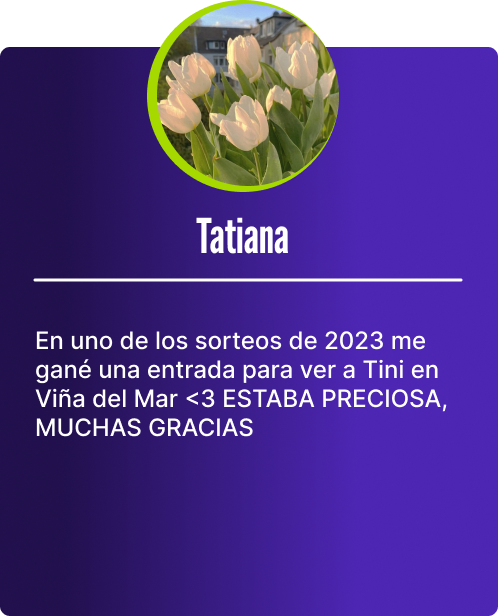 Tatiana
En uno de los sorteos de 2023 me
gané una entrada para ver a Tini en
Viña del Mar <3 ESTABA PRECIOSA,
MUCHAS GRACIAS